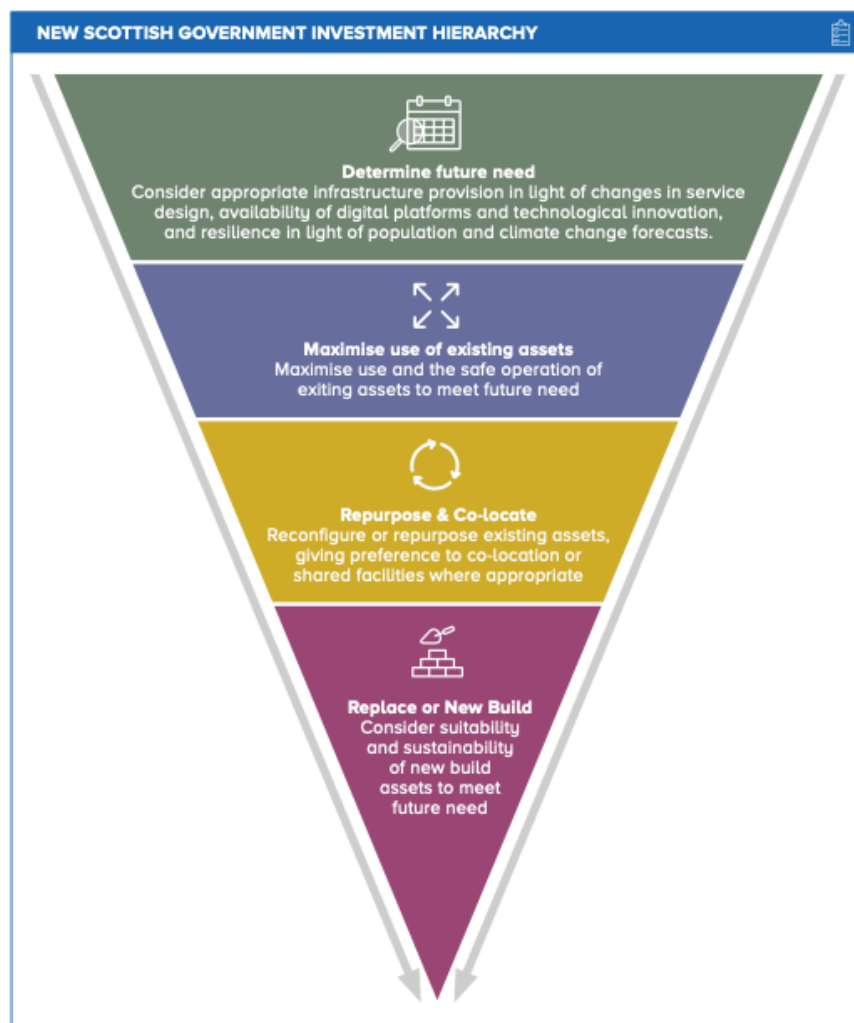 NEW SCOTTISH GOVERNMENT INVESTMENT HIERARCHY
Determine future need
Consider appropriate infrastructure provision in light of changes in service
design, availability of digital platforms and technological innovation,
and resilience in light of population and climate change forecasts.
Maximise use of existing assets
Maximise use and the safe operation of
exiting assets to meet future need
Repurpose & Co-locate
Reconfigure or repurpose existing assets,
giving preference to co-location or
shared facilities where appropriate
Replace or New Build
Consider suitability
and sustainability
of new build
assets to meet
future need